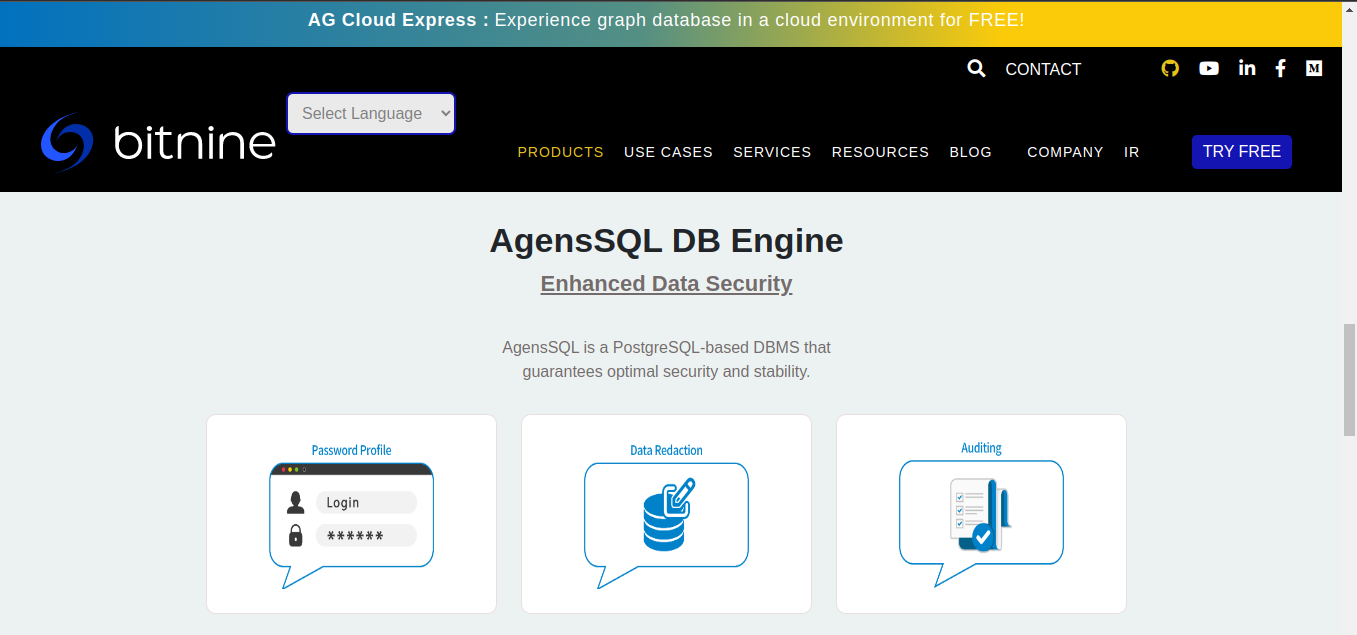 AG Cloud Express : Experience graph database in a cloud environment for FREE!
CONTACT
M
bitnine
Select Language
PRODUCTS USE CASES SERVICES RESOURCES BLOG COMPANY IR TRY FREE
AgensSQL DB Engine
Enhanced Data Security
AgensSQL is a PostgreSQL-based DBMS that
guarantees optimal security and stability.
Password Profile
Login
******
Data Redaction
Auditing